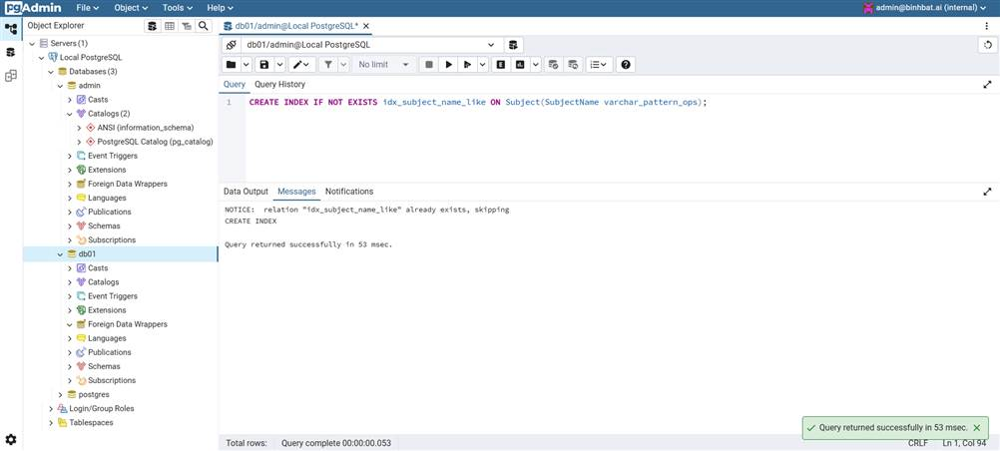 pgAdmin File Object Tools Help admin@binhbat.ai (internal)
Object Explorer db01/admin@Local PostgreSQL*
db01/admin@Local PostgreSQL
No limit
Query Query History
1 CREATE INDEX IF NOT EXISTS idx_subject_name_like ON Subject(SubjectName varchar_pattern_ops);
Servers (1)
Local PostgreSQL
Databases (3)
admin
Casts
Catalogs (2)
ANSI (information_schema)
PostgreSQL Catalog (pg_catalog)
Event Triggers
Extensions
Foreign Data Wrappers
Languages
Publications
Schemas
Subscriptions
db01
Casts
Catalogs
Event Triggers
Extensions
Foreign Data Wrappers
Languages
Publications
Schemas
Subscriptions
postgres
Login/Group Roles
Tablespaces
Data Output Messages Notifications
NOTICE:  relation "idx_subject_name_like" already exists, skipping
CREATE INDEX
Query returned successfully in 53 msec.
Query returned successfully in 53 msec.
Total rows: Query complete 00:00:00.053 CRLF Ln 1, Col 94